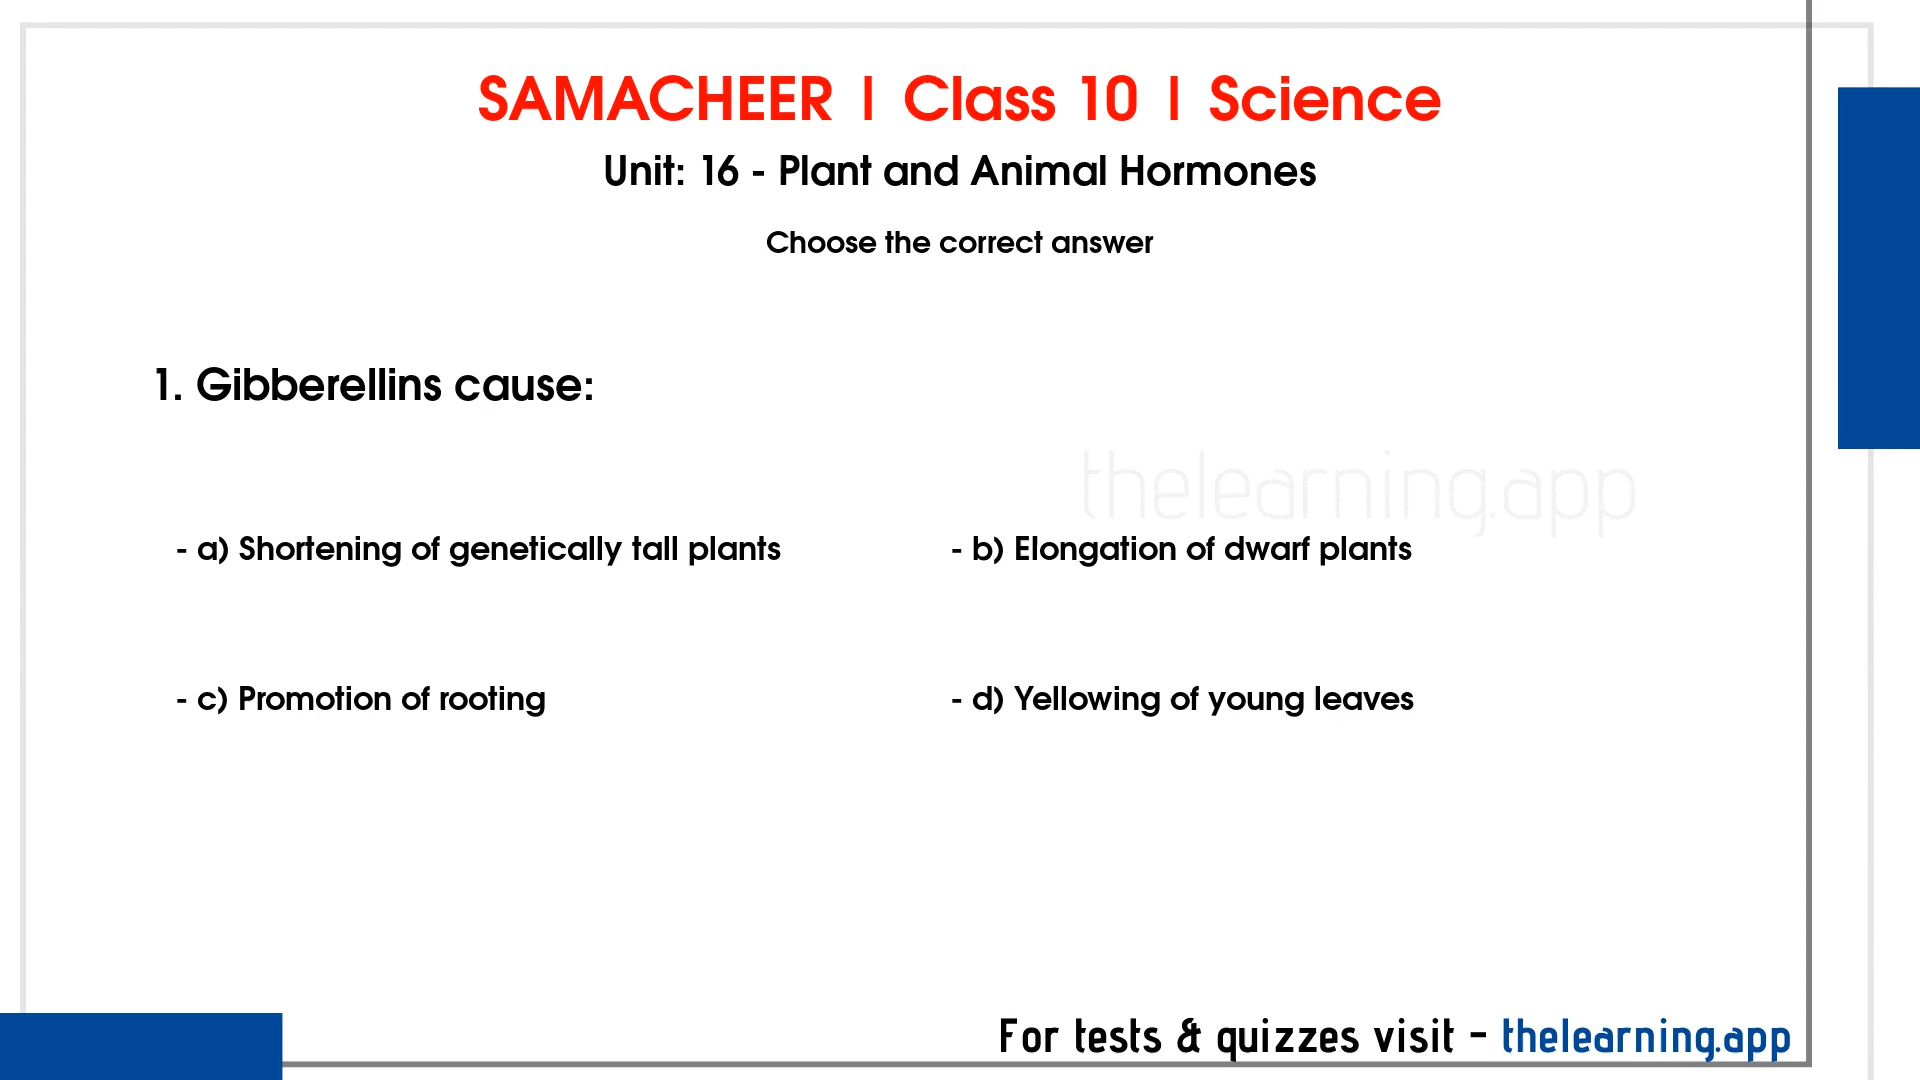 SAMACHEER | Class 10 | Science
Unit: 16 - Plant and Animal Hormones
Choose the correct answer
1. Gibberellins cause:
thelearning.app
- a) Shortening of genetically tall plants
- b) Elongation of dwarf plants
- c) Promotion of rooting
- d) Yellowing of young leaves
For tests & quizzes visit - thelearning.app